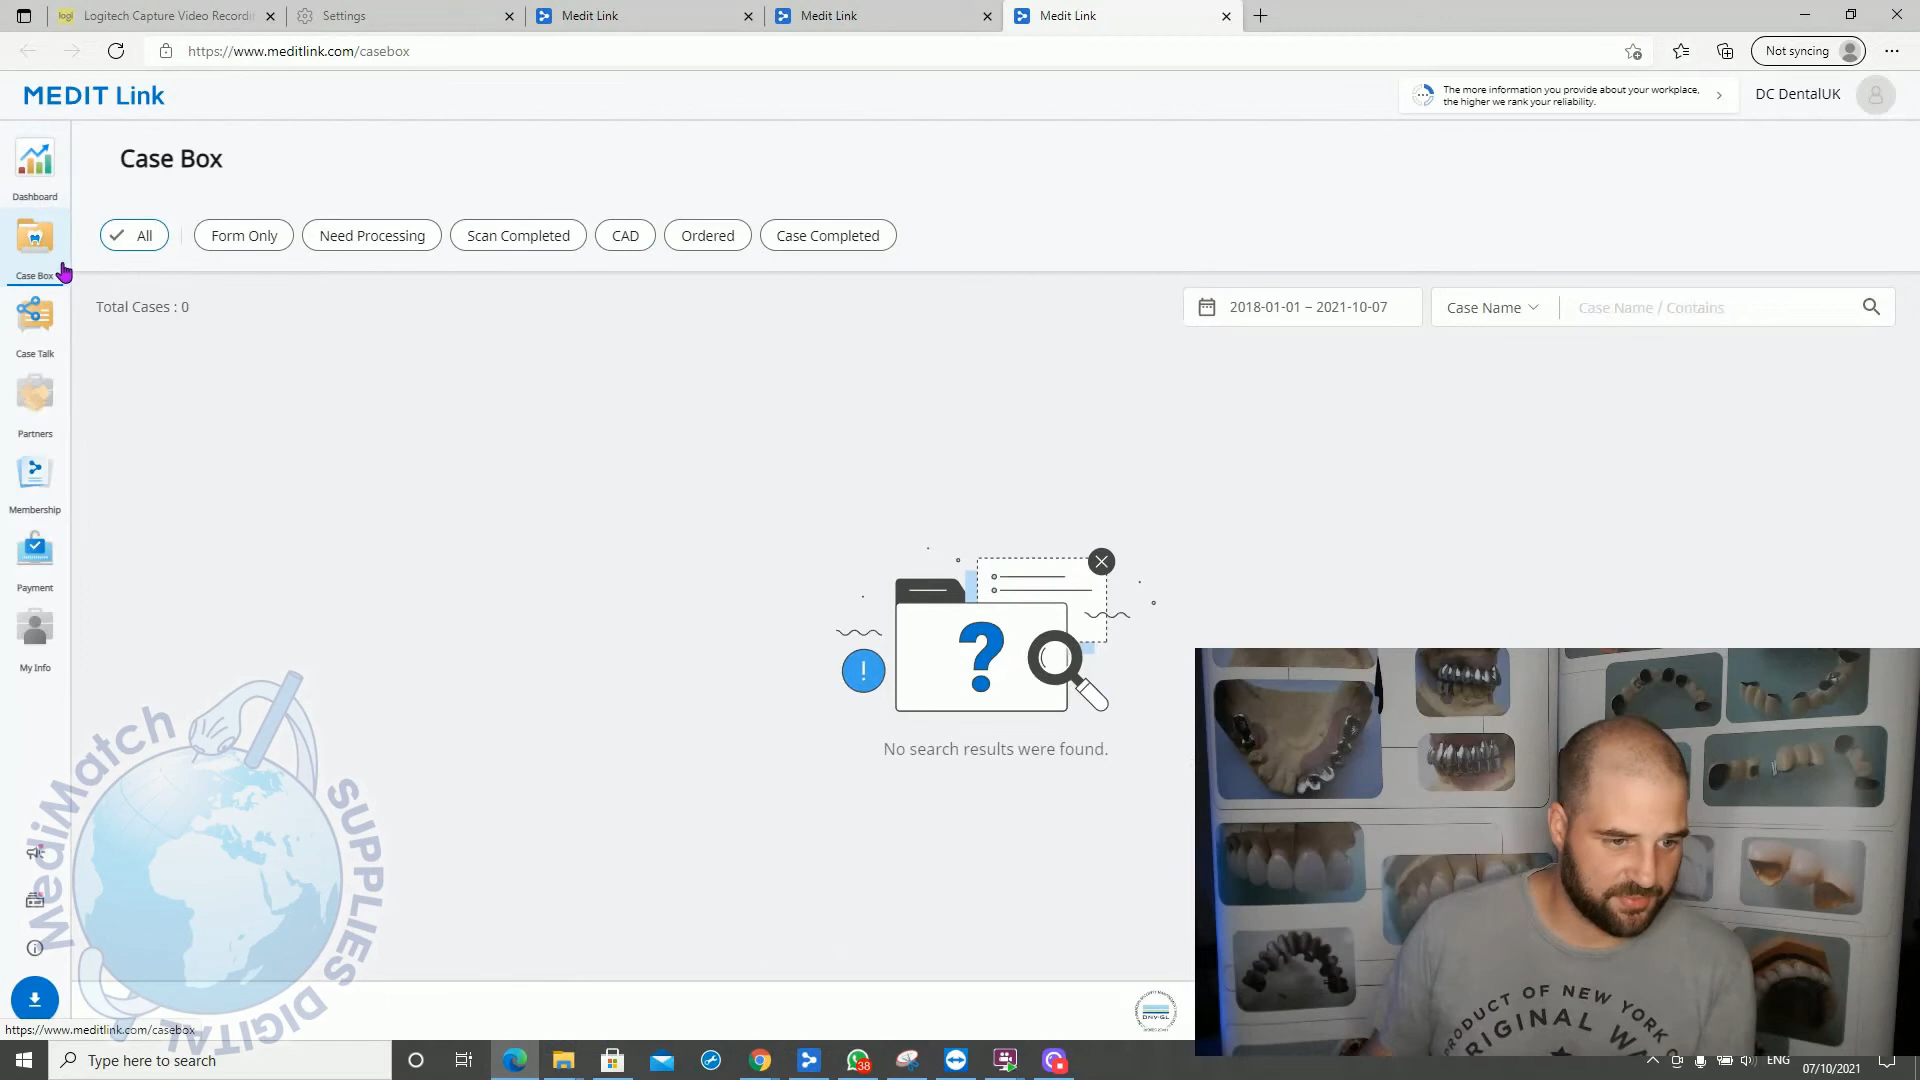 Logitech Capture Video Recordi
Settings
Medit Link
Medit Link
Medit Link
https://www.meditlink.com/casebox
Not syncing
MEDIT Link
The more information you provide about your workplace,
the higher we rank your reliability.
DC DentalUK
Case Box
Dashboard
All
Form Only
Need Processing
Scan Completed
CAD
Ordered
Case Completed
Case Box
Total Cases : 0
2018-01-01 – 2021-10-07
Case Name
Case Name / Contains
Case Talk
Partners
Membership
Payment
My Info
?
!
No search results were found.
MediMatch
DIGITAL
SUPPLIES
DNV·GL
PRODUCT OF NEW YORK
https://www.meditlink.com/casebox
Type here to search
38
ENG
07/10/2021